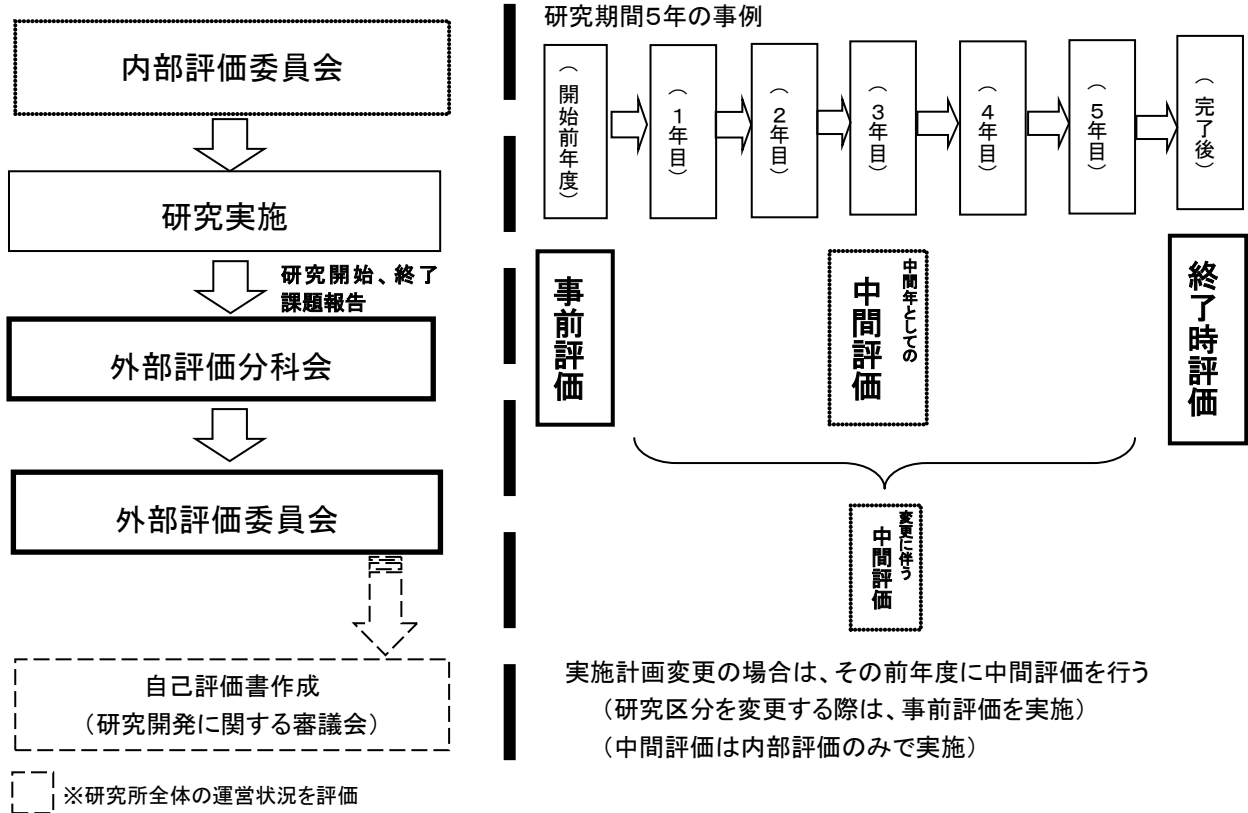 内部評価委員会
研究実施
研究開始、終了
課題報告
外部評価分科会
外部評価委員会
自己評価書作成
（研究開発に関する審議会）
※研究所全体の運営状況を評価
研究期間5年の事例
（開始前年度）
（1年目）
（2年目）
（3年目）
（4年目）
（5年目）
（完了後）
事前評価
中間年としての
中間評価
終了時評価
変更に伴う
中間評価
実施計画変更の場合は、その前年度に中間評価を行う
（研究区分を変更する際は、事前評価を実施）
（中間評価は内部評価のみで実施）